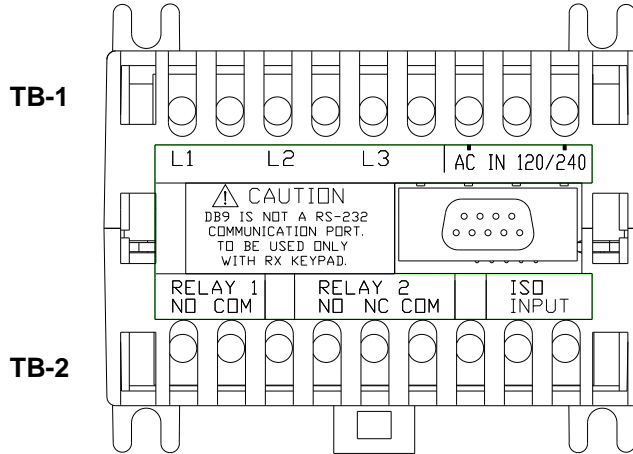 TB-1
L1 L2 L3 AC IN 120/240
CAUTION
DB9 IS NOT A RS-232
COMMUNICATION PORT.
TO BE USED ONLY
WITH RX KEYPAD.
RELAY 1 RELAY 2 ISO
NO COM NO NC COM INPUT
TB-2